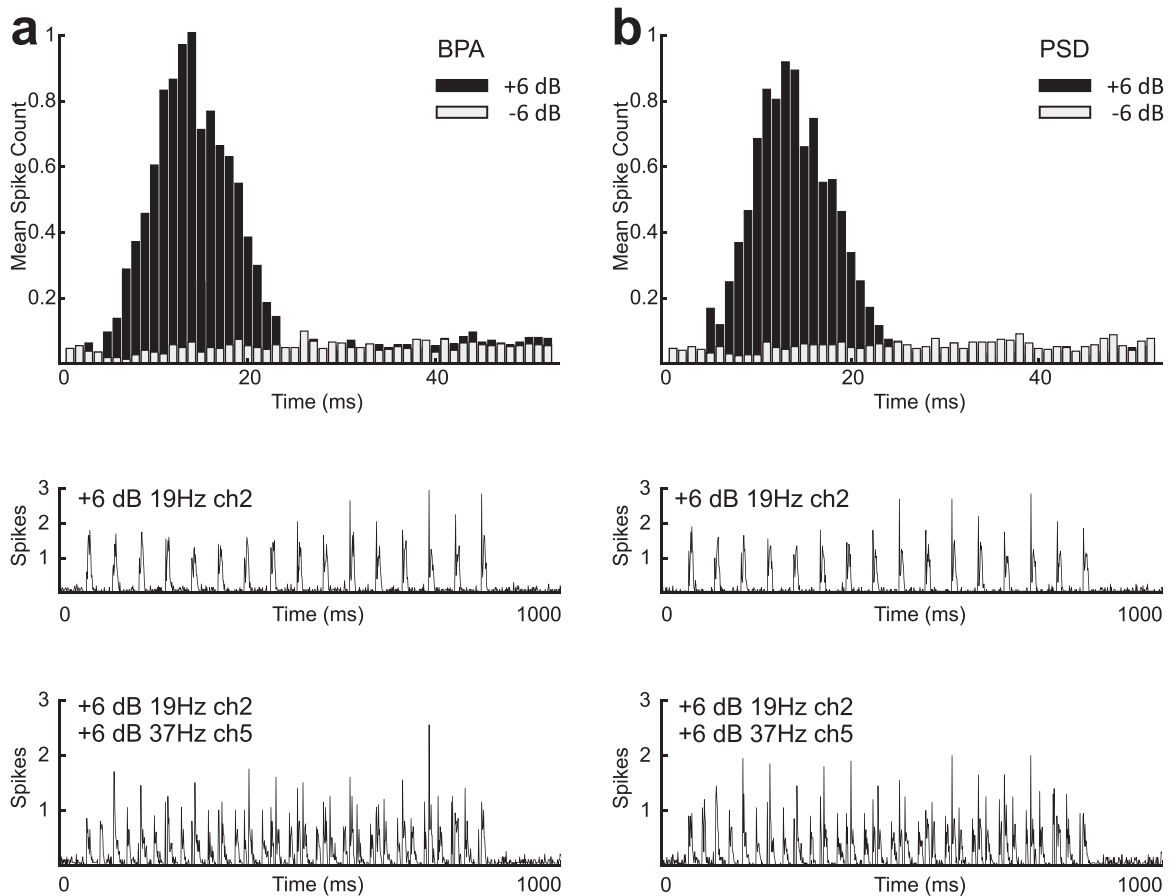 a
BPA
+6 dB
-6 dB
Mean Spike Count
1
0.8
0.6
0.4
0.2
0 20 40
Time (ms)
b
PSD
+6 dB
-6 dB
Mean Spike Count
1
0.8
0.6
0.4
0.2
0 20 40
Time (ms)
+6 dB 19Hz ch2
Spikes
3
2
1
0 Time (ms) 1000
+6 dB 19Hz ch2
Spikes
3
2
1
0 Time (ms) 1000
+6 dB 19Hz ch2
+6 dB 37Hz ch5
Spikes
3
2
1
0 Time (ms) 1000
+6 dB 19Hz ch2
+6 dB 37Hz ch5
Spikes
3
2
1
0 Time (ms) 1000